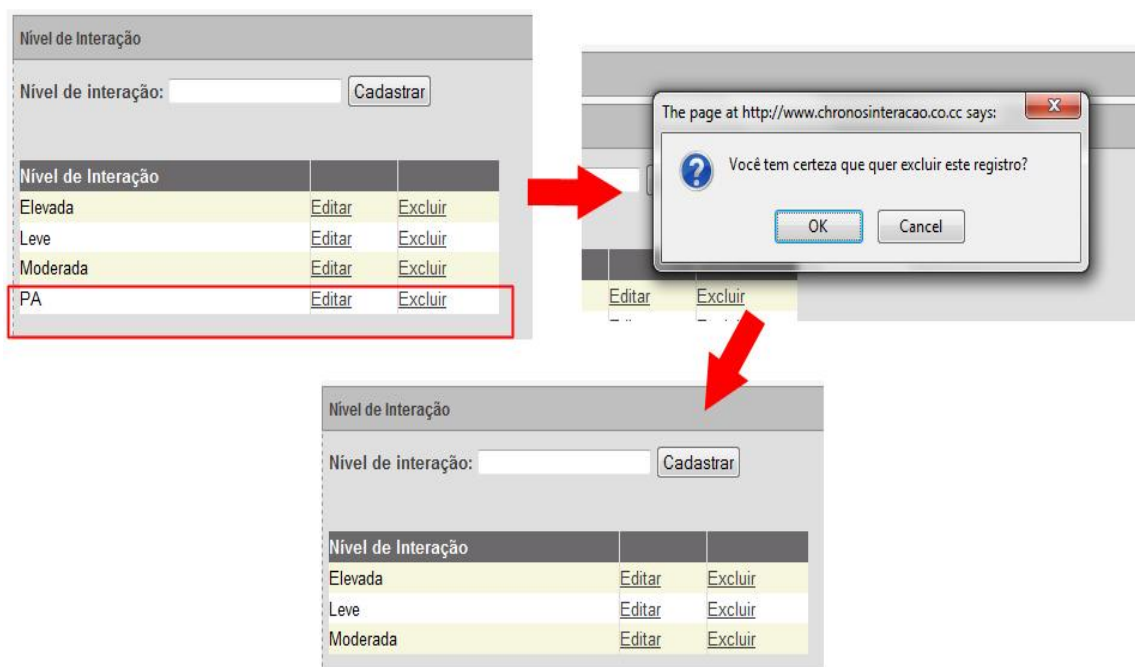 Nível de Interação
Nível de interação: Cadastrar
Nível de Interação
Elevada Editar Excluir
Leve Editar Excluir
Moderada Editar Excluir
PA Editar Excluir
The page at http://www.chronosinteracao.co.cc says:
x
Você tem certeza que quer excluir este registro?
OK Cancel
Editar Excluir
Nível de Interação
Nível de interação: Cadastrar
Nível de Interação
Elevada Editar Excluir
Leve Editar Excluir
Moderada Editar Excluir